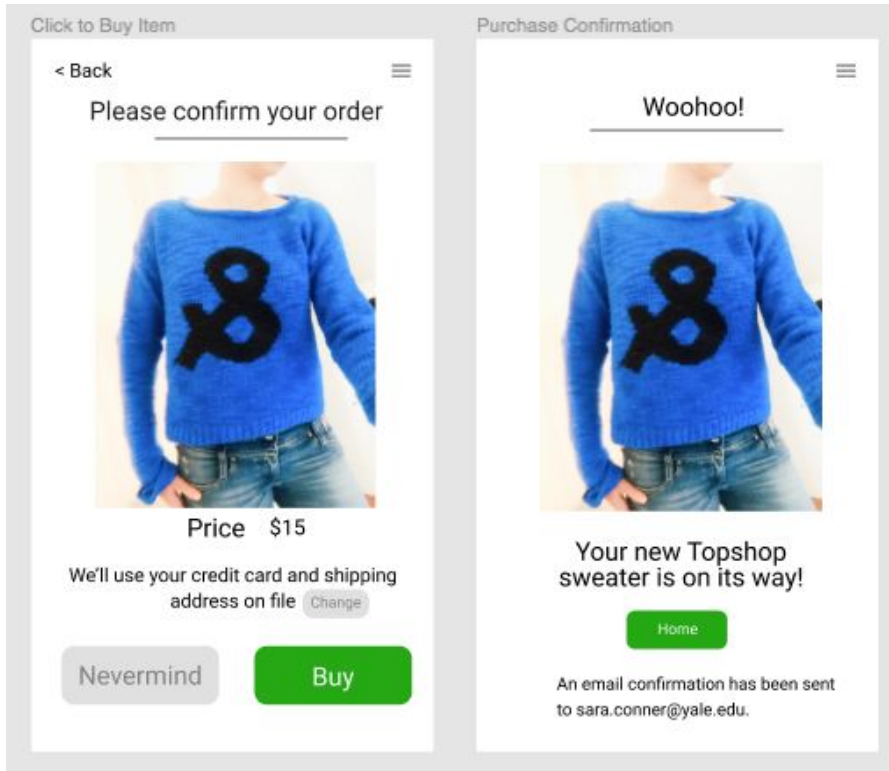 Click to Buy Item
< Back
Please confirm your order
Price $15
We'll use your credit card and shipping
address on file Change
Nevermind
Buy
Purchase Confirmation
Woohoo!
Your new Topshop
sweater is on its way!
Home
An email confirmation has been sent
to sara.conner@yale.edu.